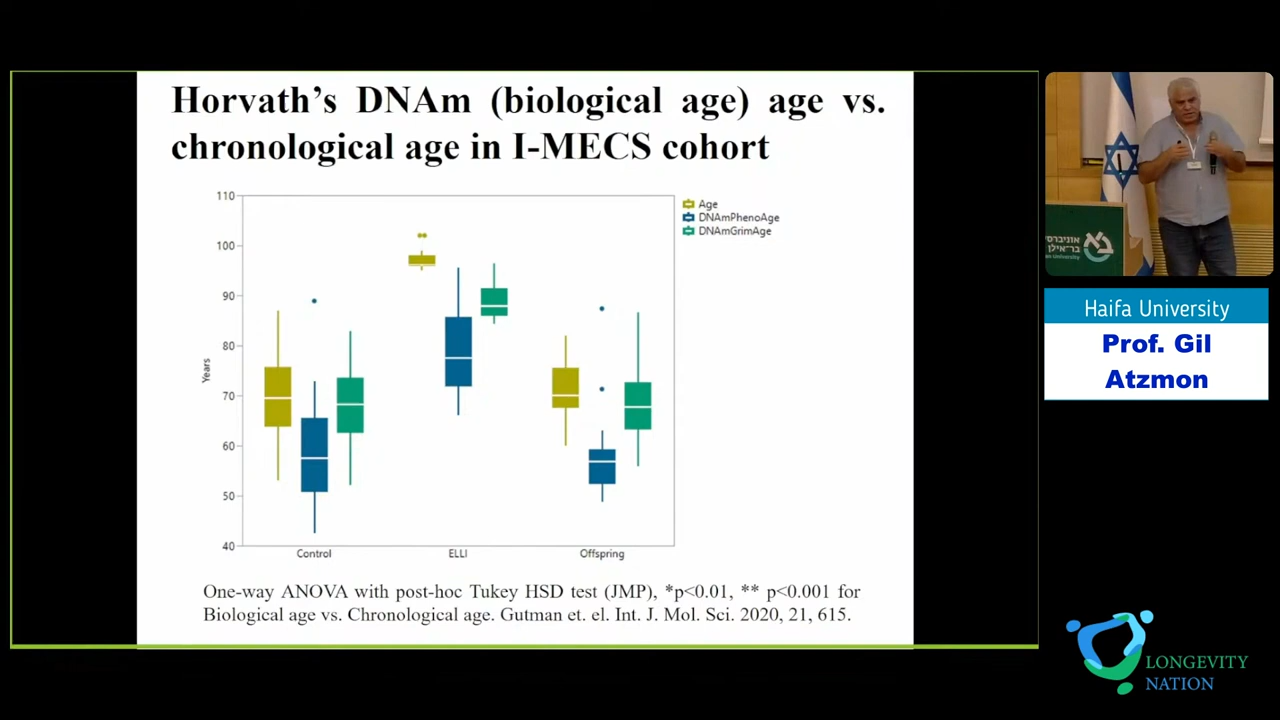 Horvath's DNAm (biological age) age vs.
chronological age in I-MECS cohort
110
100
90
80
70
60
50
40
Years
**
Control
ELLI
Offspring
Age
DNAmPhenoAge
DNAmGrimAge
One-way ANOVA with post-hoc Tukey HSD test (JMP), *p<0.01, ** p<0.001 for
Biological age vs. Chronological age. Gutman et. el. Int. J. Mol. Sci. 2020, 21, 615.
Haifa University
Prof. Gil
Atzmon
LONGEVITY
NATION